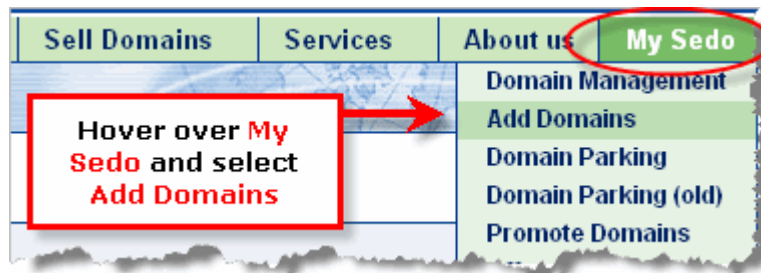 Sell Domains Services About us My Sedo
Domain Management
Add Domains
Domain Parking
Domain Parking (old)
Promote Domains
Hover over My
Sedo and select
Add Domains